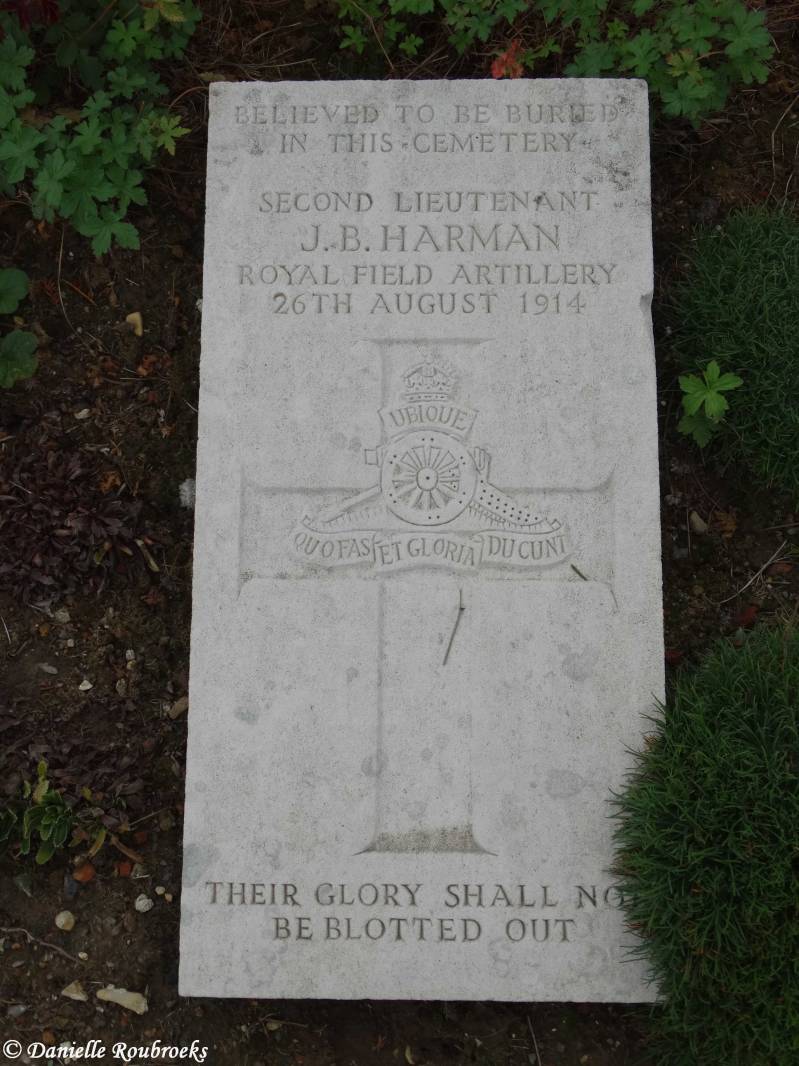 BELIEVED TO BE BURIED
IN THIS CEMETERY
SECOND LIEUTENANT
J.B. HARMAN
ROYAL FIELD ARTILLERY
26TH AUGUST 1914
UBIQUE
QUO FAS ET GLORIA DUCUNT
THEIR GLORY SHALL NO
BE BLOTTED OUT
© Danielle Roubroeks